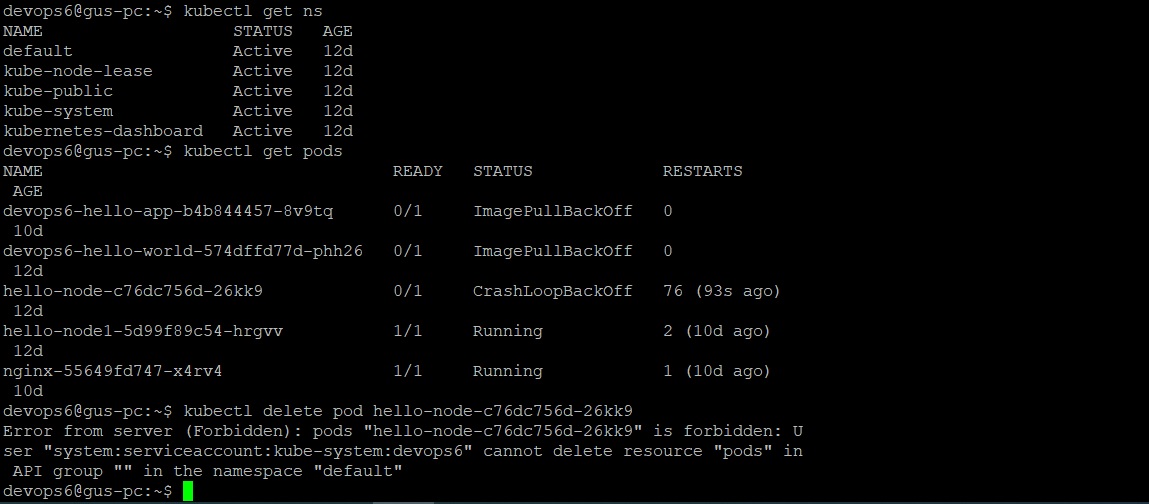 devops6@gus-pc:~$ kubectl get ns
NAME                   STATUS   AGE
default                Active   12d
kube-node-lease        Active   12d
kube-public            Active   12d
kube-system            Active   12d
kubernetes-dashboard   Active   12d
devops6@gus-pc:~$ kubectl get pods
NAME                                   READY   STATUS             RESTARTS
 AGE
devops6-hello-app-b4b844457-8v9tq      0/1     ImagePullBackOff   0
 10d
devops6-hello-world-574dffd77d-phh26   0/1     ImagePullBackOff   0
 12d
hello-node-c76dc756d-26kk9             0/1     CrashLoopBackOff   76 (93s ago)
 12d
hello-node1-5d99f89c54-hrgvv           1/1     Running            2 (10d ago)
 12d
nginx-55649fd747-x4rv4                 1/1     Running            1 (10d ago)
 10d
devops6@gus-pc:~$ kubectl delete pod hello-node-c76dc756d-26kk9
Error from server (Forbidden): pods "hello-node-c76dc756d-26kk9" is forbidden: U
ser "system:serviceaccount:kube-system:devops6" cannot delete resource "pods" in
 API group "" in the namespace "default"
devops6@gus-pc:~$